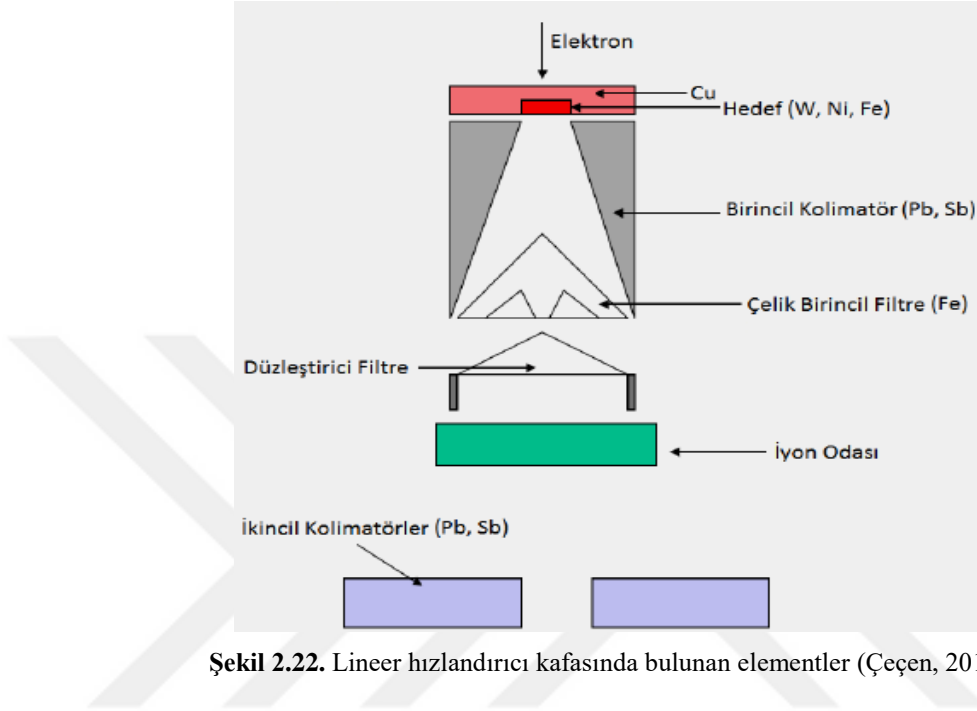 Elektron
Cu
Hedef (W, Ni, Fe)
Birincil Kolimatör (Pb, Sb)
Çelik Birincil Filtre (Fe)
Düzleştirici Filtre
İyon Odası
İkincil Kolimatörler (Pb, Sb)
Şekil 2.22. Lineer hızlandırıcı kafasında bulunan elementler (Çeçen,